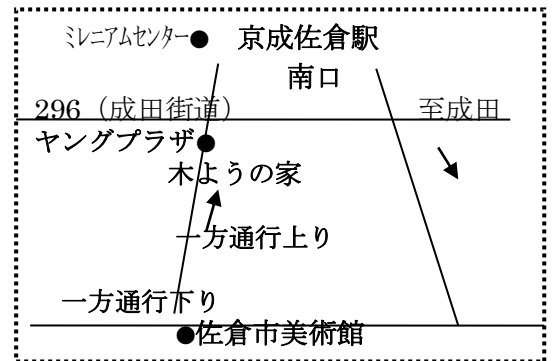 ミレニアムセンター● 京成佐倉駅
南口
296（成田街道） 至成田
ヤングプラザ●
木ようの家
一方通行上り
一方通行下り
●佐倉市美術館